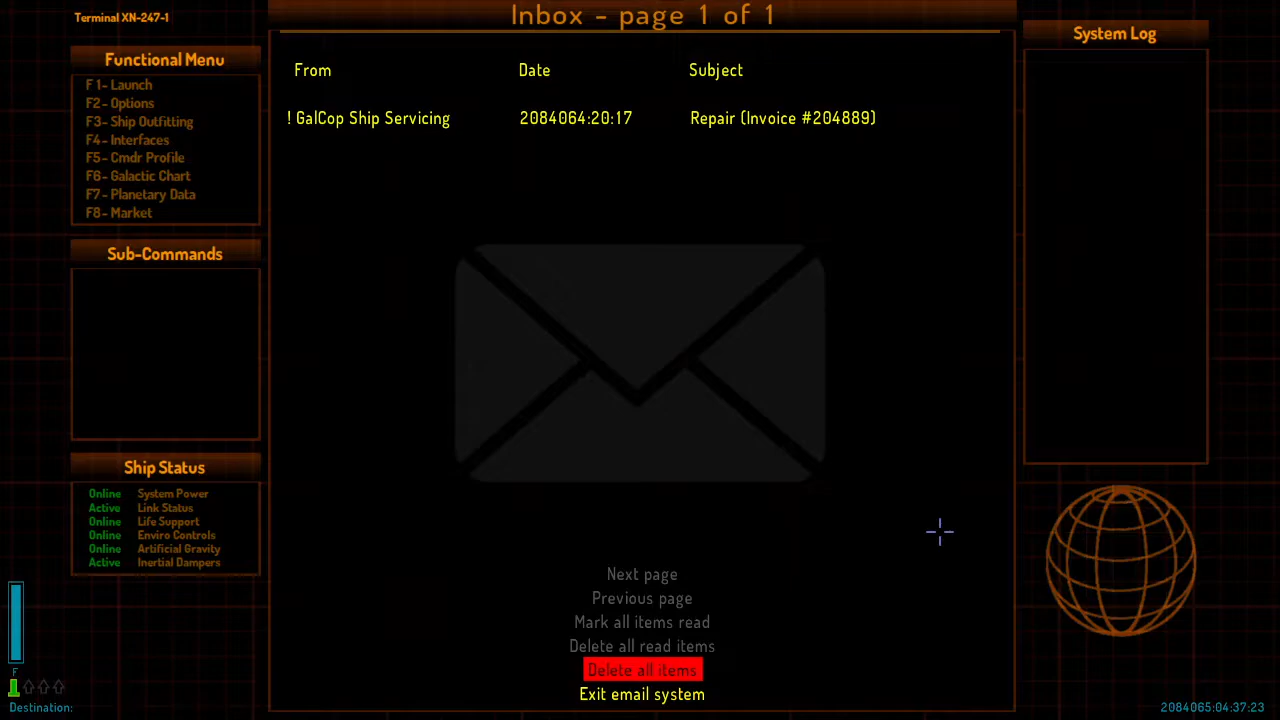 Terminal XN-247-1
Inbox - page 1 of 1
System Log
Functional Menu
F1- Launch
F2- Options
F3- Ship Outfitting
F4- Interfaces
F5- Cmdr Profile
F6- Galactic Chart
F7- Planetary Data
F8- Market
From Date Subject
! GalCop Ship Servicing 2084064:20:17 Repair (Invoice #204889)
Sub-Commands
Ship Status
Online System Power
Active Link Status
Online Life Support
Online Enviro Controls
Online Artificial Gravity
Active Inertial Dampers
Next page
Previous page
Mark all items read
Delete all read items
Delete all items
Exit email system
F
Destination:
2084065:04:37:23